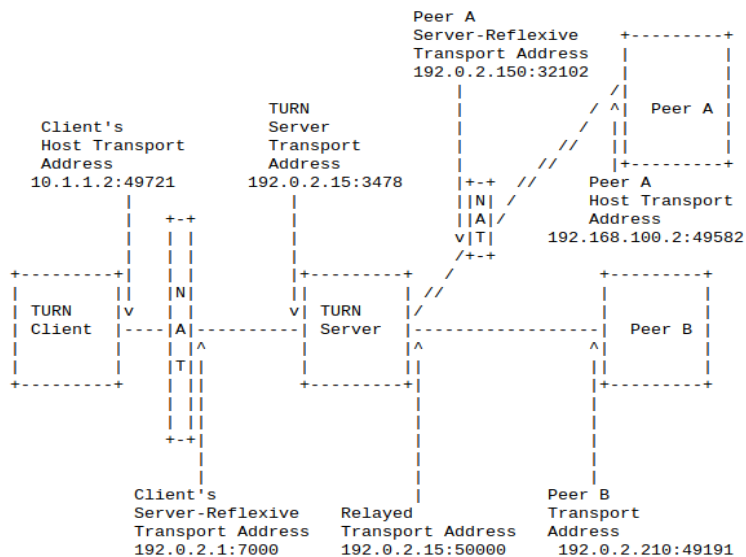 Peer A
Server-Reflexive
Transport Address
192.0.2.150:32102
Peer A
TURN
Server
Transport
Address
192.0.2.15:3478
Client's
Host Transport
Address
10.1.1.2:49721
N
A
T
Peer A
Host Transport
Address
192.168.100.2:49582
TURN
Client
N
A
T
TURN
Server
Peer B
Client's
Server-Reflexive
Transport Address
192.0.2.1:7000
Relayed
Transport Address
192.0.2.15:50000
Peer B
Transport
Address
192.0.2.210:49191